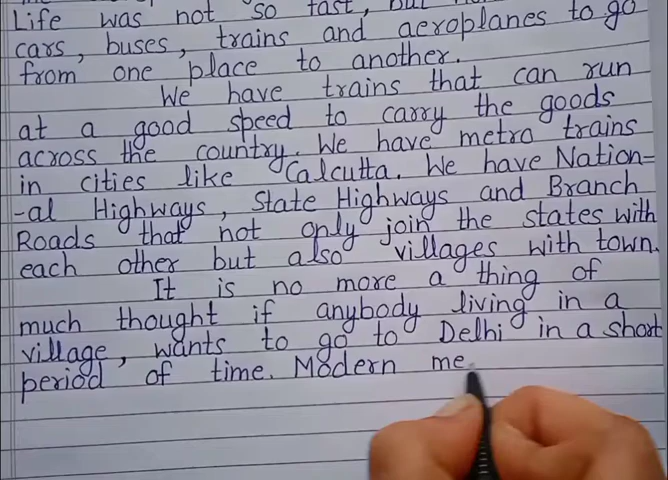 Life was not so fast, but
cars, buses, trains and aeroplanes to go
from one place to another.
We have trains that can run
at a good speed to carry the goods
across the country. We have metro trains
in cities like Calcutta. We have Nation=
-al Highways, State Highways and Branch
Roads that not only join the states with
each other but also villages with town.
It is no more a thing of
much thought if anybody living in a
village, wants to go to Delhi in a short
period of time. Modern me